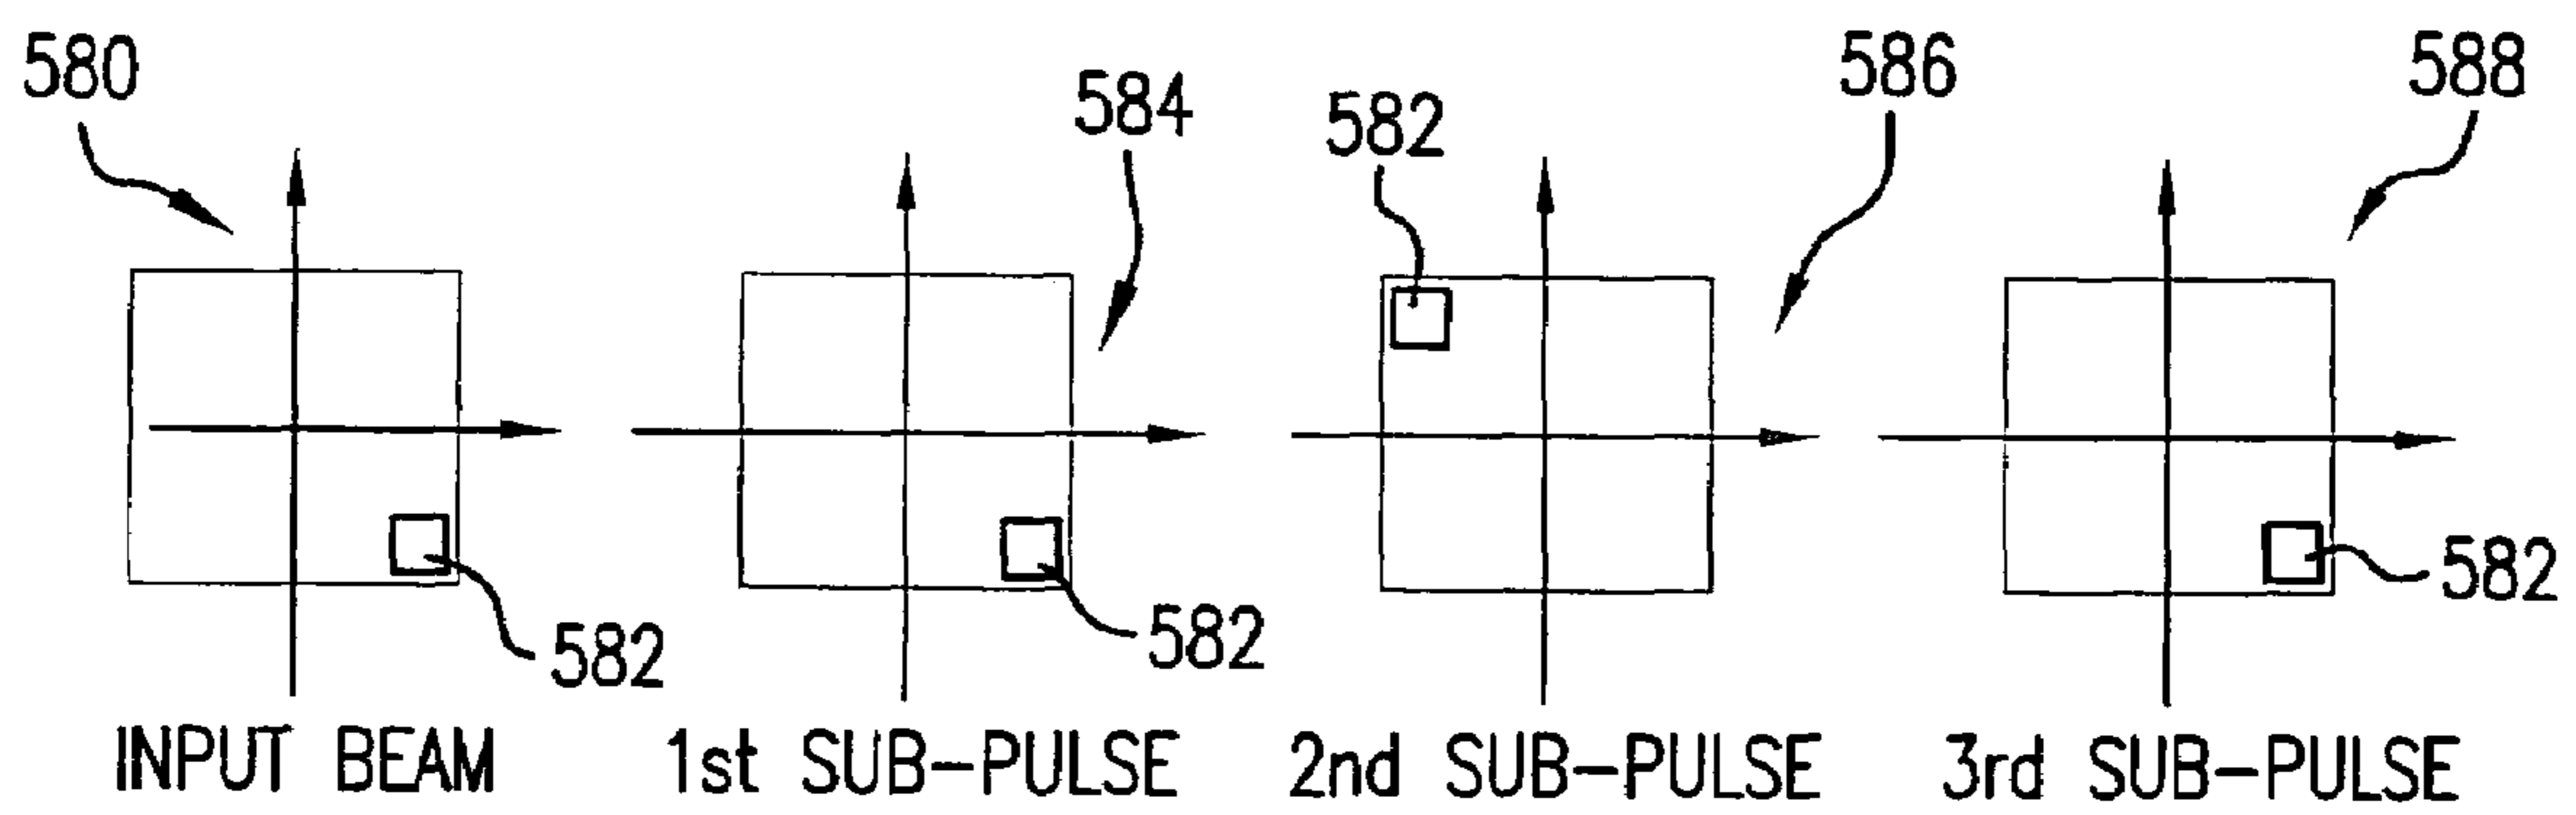 580
584
582
586
588
582
582
582
INPUT BEAM
1st SUB-PULSE
2nd SUB-PULSE
3rd SUB-PULSE